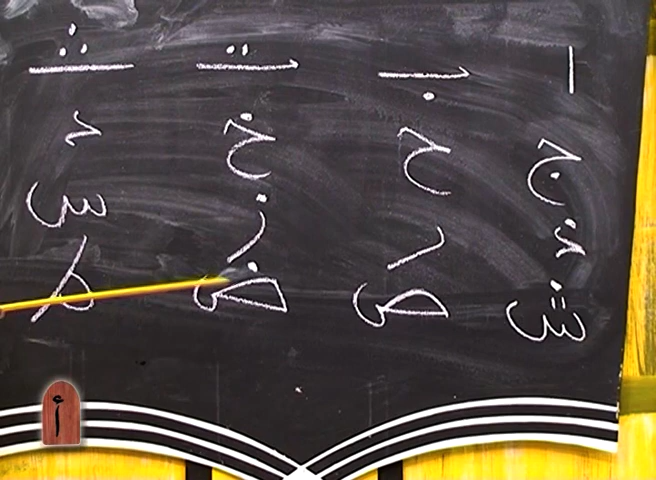 ا ب ت ث
ج ح خ د
ذ ر ز س
ش ص ض ط
أ